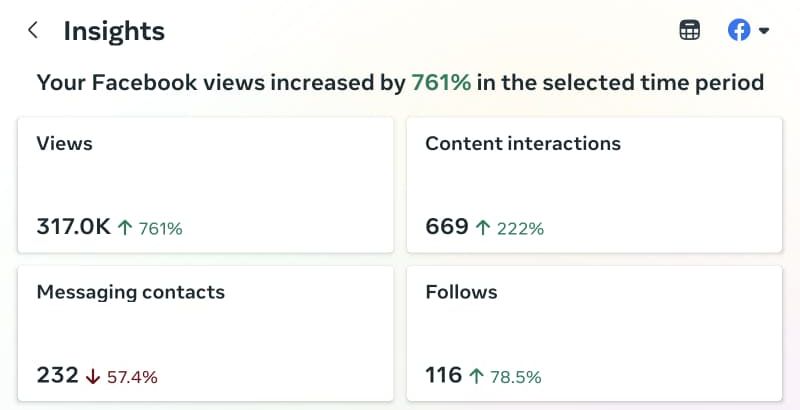 Insights
Your Facebook views increased by 761% in the selected time period
Views
317.0K ↑ 761%
Content interactions
669 ↑ 222%
Messaging contacts
232 ↓ 57.4%
Follows
116 ↑ 78.5%